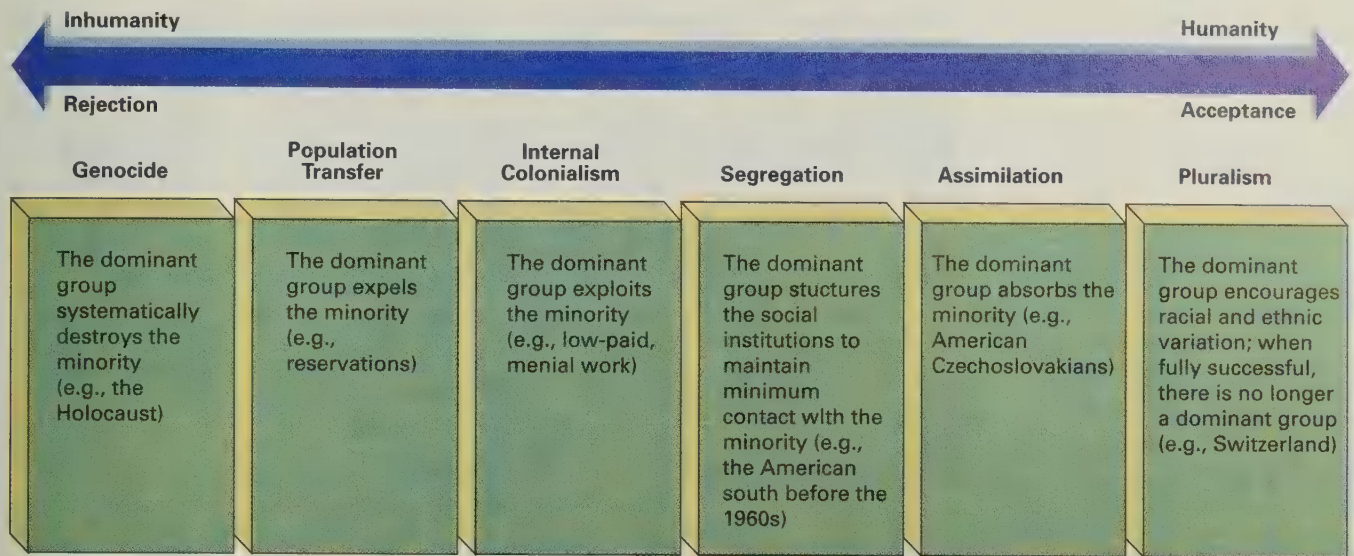 Inhumanity
Humanity
Rejection
Acceptance
Genocide
Population
Transfer
Internal
Colonialism
Segregation
Assimilation
Pluralism
The dominant
group
systematically
destroys the
minority
(e.g., the
Holocaust)
The dominant
group expels
the minority
(e.g.,
reservations)
The dominant
group exploits
the minority
(e.g., low-paid,
menial work)
The dominant
group stuctures
the social
institutions to
maintain
minimum
contact with the
minority (e.g.,
the American
south before the
1960s)
The dominant
group absorbs the
minority (e.g.,
American
Czechoslovakians)
The dominant
group encourages
racial and ethnic
variation; when
fully successful,
there is no longer
a dominant group
(e.g., Switzerland)